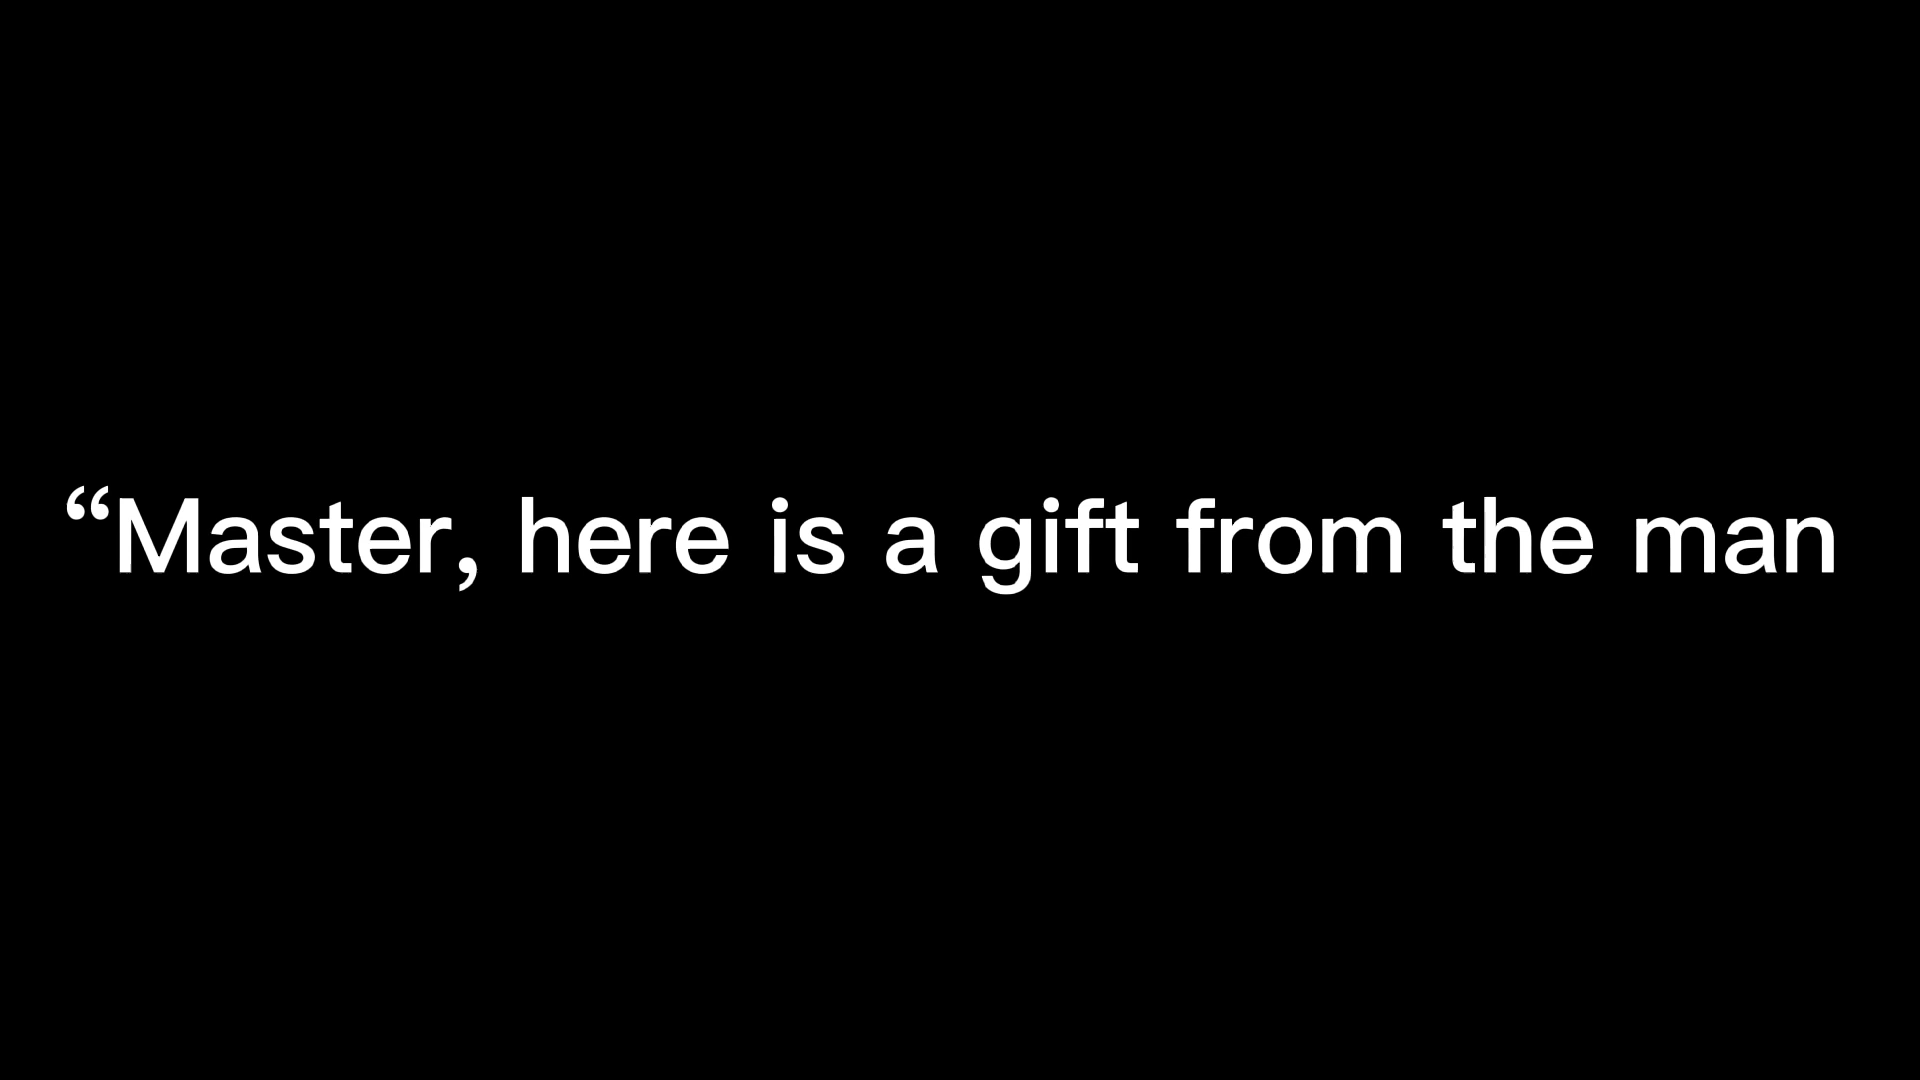 “Master, here is a gift from the man